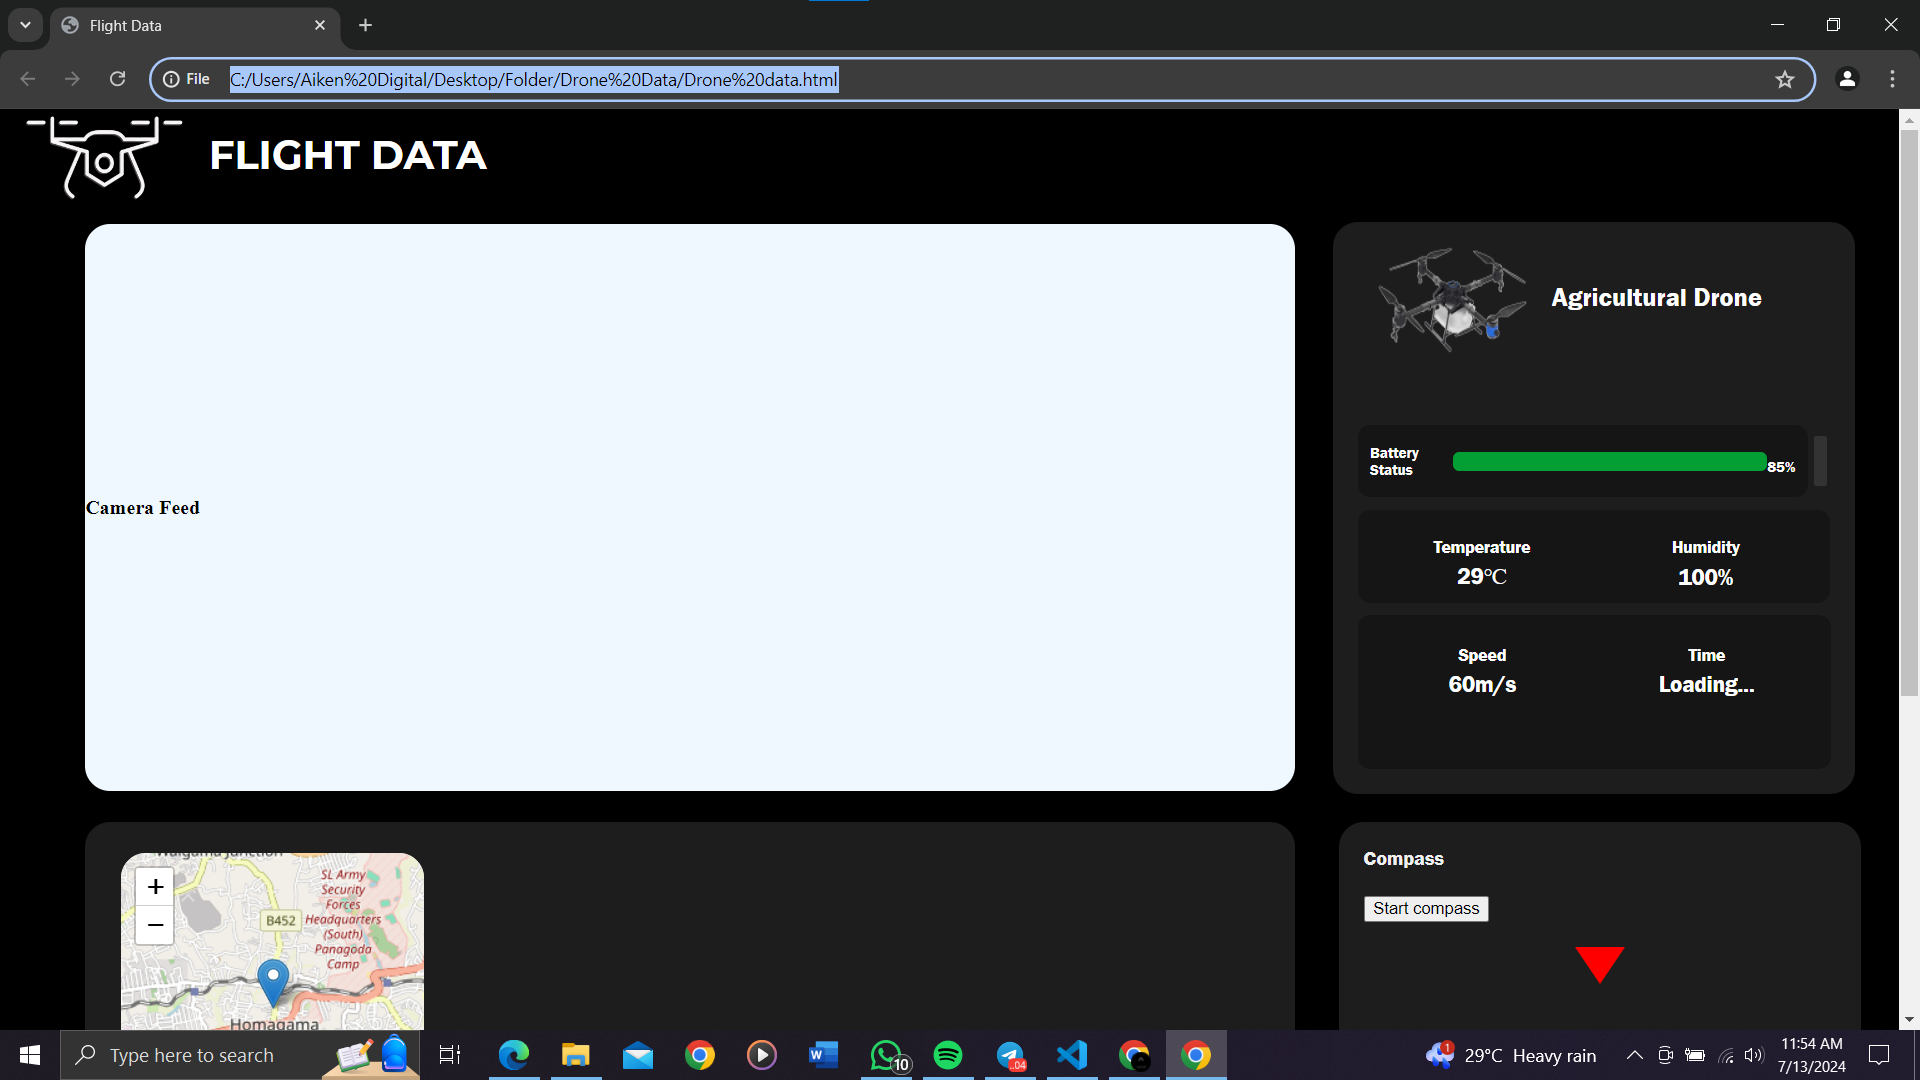 Flight Data
File
C:/Users/Aiken%20Digital/Desktop/Folder/Drone%20Data/Drone%20data.html
FLIGHT DATA
Camera Feed
Agricultural Drone
Battery
Status
85%
Temperature
Humidity
29°C
100%
Speed
Time
60m/s
Loading...
+
−
SL Army
Security
Forces
Headquarters
(South)
Panagoda
Camp
B452
Homagama
Compass
Start compass
Type here to search
10
.04
1
29°C Heavy rain
11:54 AM
7/13/2024